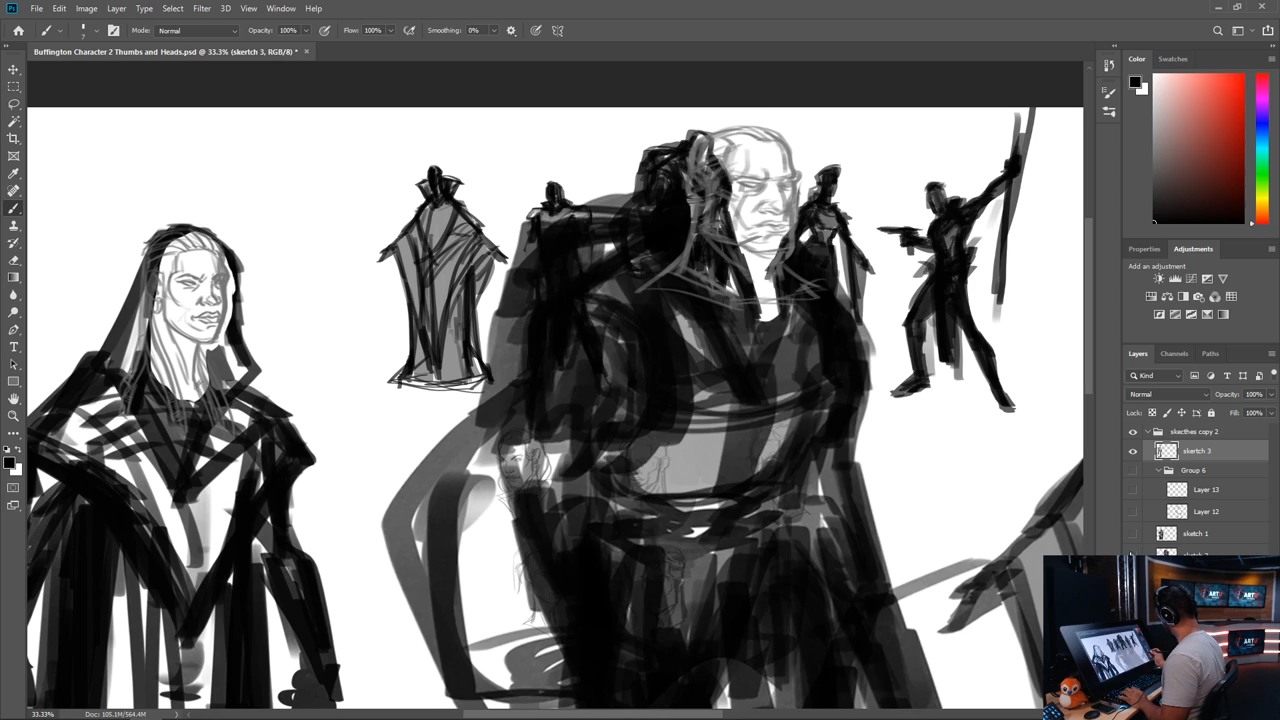 Ps File Edit Image Layer Type Select Filter 3D View Window Help
Mode: Normal Opacity: 100% Flow: 100% Smoothing: 0%
Buffington Character 2 Thumbs and Heads.psd @ 33.3% (skertch 3, RGB/8) *
Color Swatches
Properties Adjustments
Add an adjustment
Layers Channels Paths
Kind
Normal Opacity: 100%
Lock: Fill: 100%
skecthes copy 2
skertch 3
Group 6
Layer 13
Layer 12
sketch 1
33.33% Doc: 105.1M/564.4M